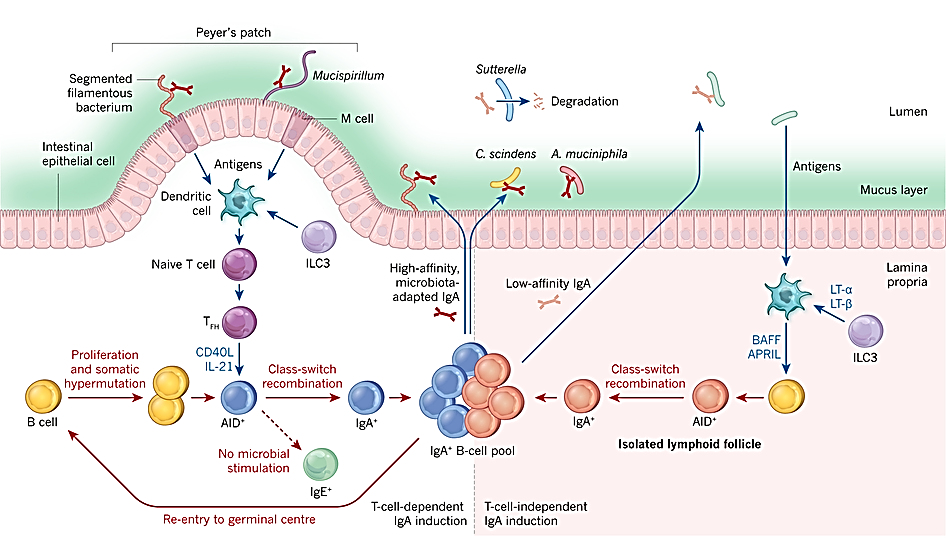 Peyer's patch
Segmented
filamentous
bacterium
Mucispirillum
M cell
Intestinal
epithelial cell
Antigens
Dendritic
cell
ILC3
Naive T cell
TFH
CD40L
IL-21
Proliferation
and somatic
hypermutation
B cell
AID+
Class-switch
recombination
IgA+
No microbial
stimulation
IgE+
Re-entry to germinal centre
High-affinity,
microbiota-
adapted IgA
IgA+ B-cell pool
T-cell-dependent
IgA induction
T-cell-independent
IgA induction
Sutterella
Degradation
C. scindens
A. muciniphila
Low-affinity IgA
Lumen
Antigens
Mucus layer
Lamina
propria
LT-α
LT-β
ILC3
BAFF
APRIL
Class-switch
recombination
IgA+
AID+
Isolated lymphoid follicle